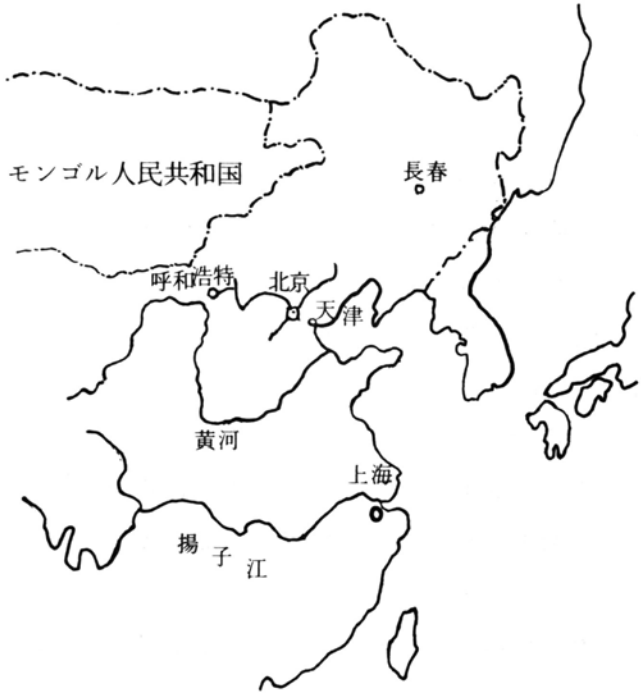 長春
モンゴル人民共和国
呼和浩特
北京
天津
黄河
上海
揚子江